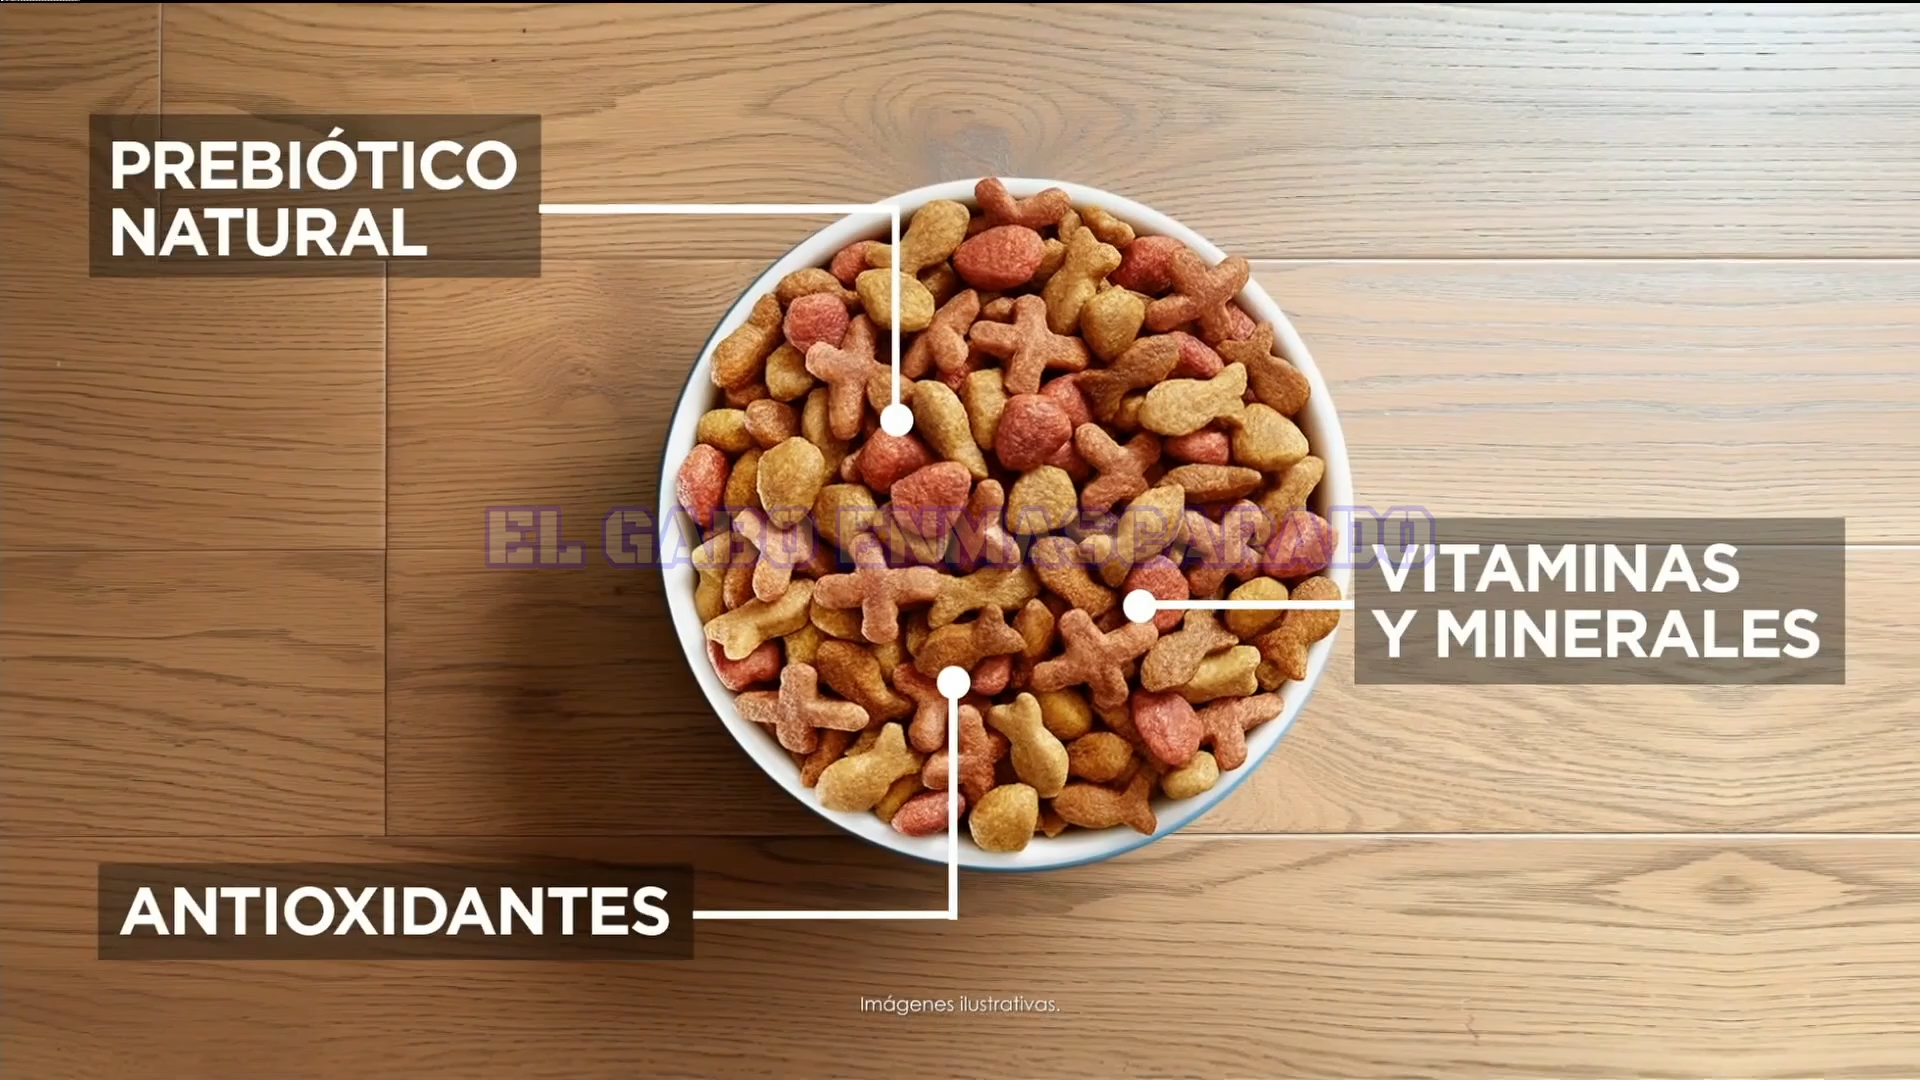 PREBIÓTICO
NATURAL
EL GABO ENMASCARADO
VITAMINAS
Y MINERALES
ANTIOXIDANTES
Imágenes ilustrativas.